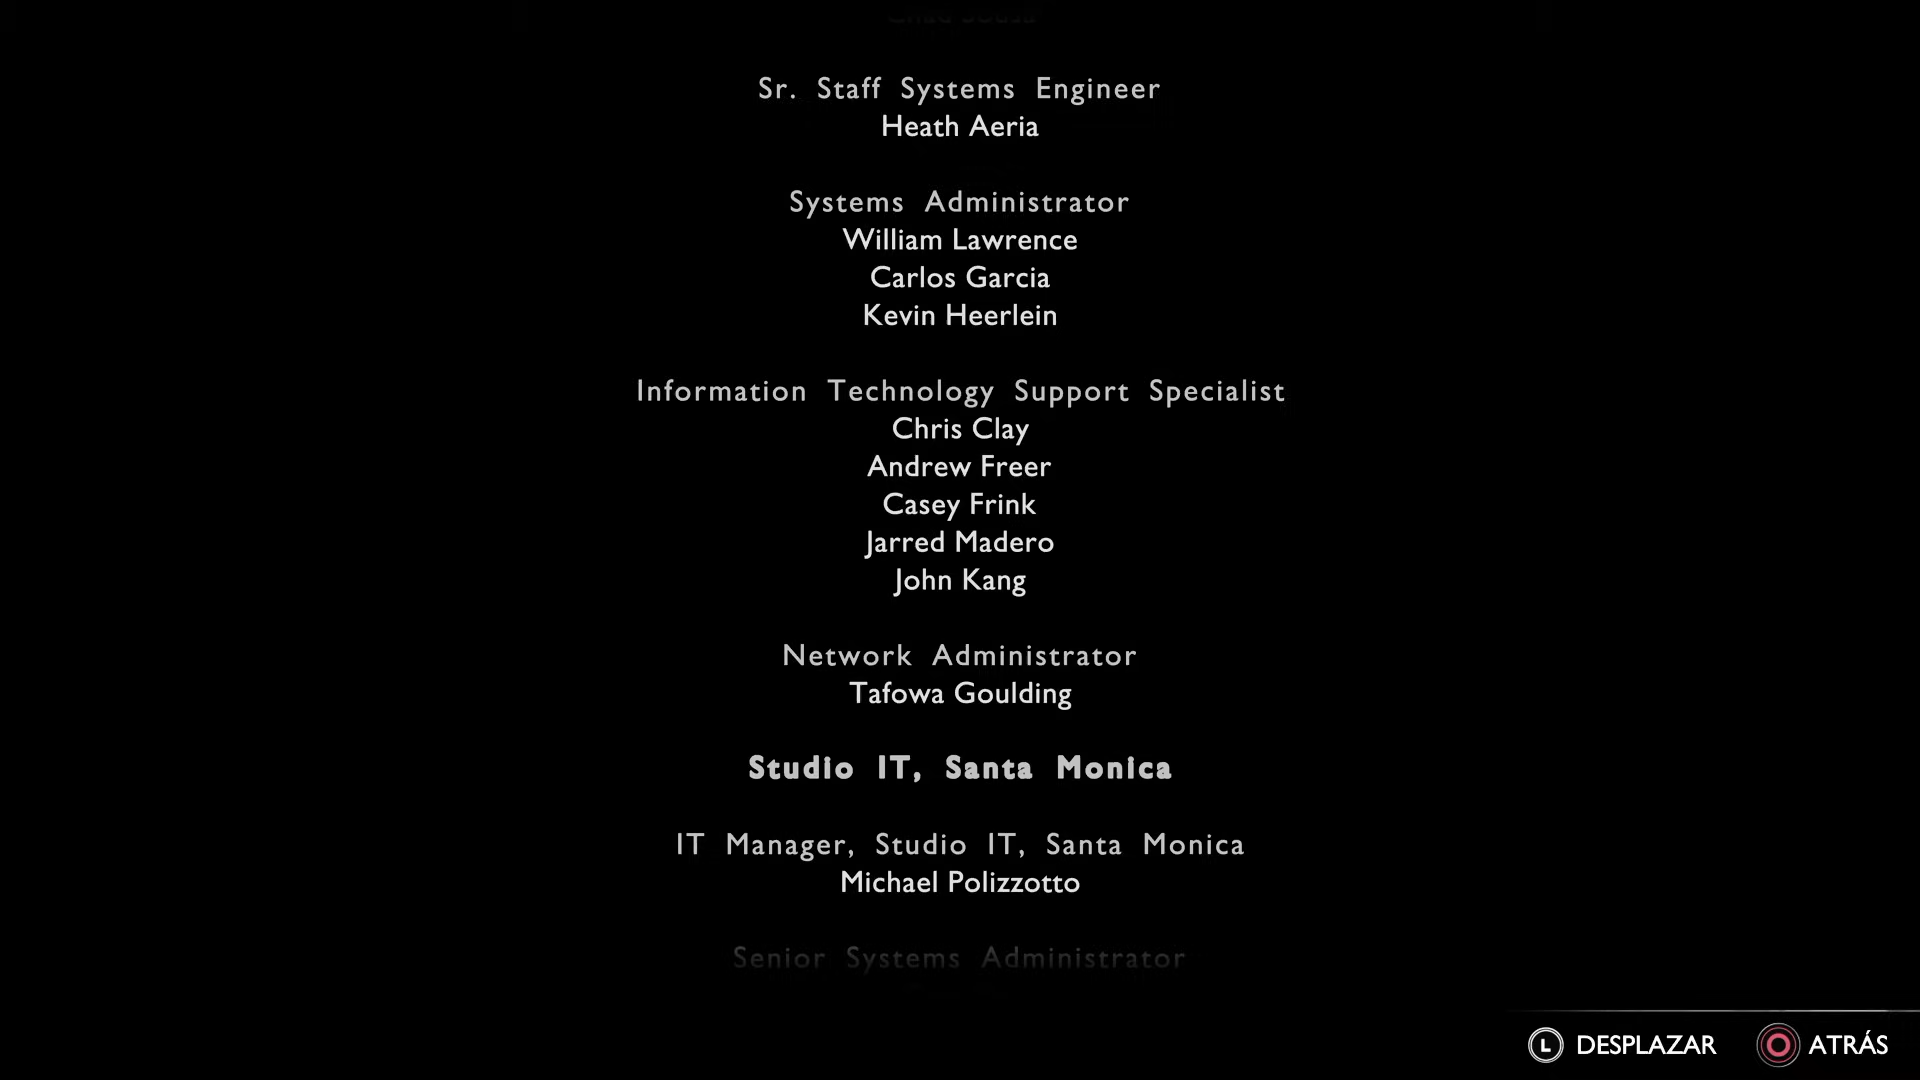 Sr. Staff Systems Engineer
Heath Aeria
Systems Administrator
William Lawrence
Carlos Garcia
Kevin Heerlein
Information Technology Support Specialist
Chris Clay
Andrew Freer
Casey Frink
Jarred Madero
John Kang
Network Administrator
Tafowa Goulding
Studio IT, Santa Monica
IT Manager, Studio IT, Santa Monica
Michael Polizzotto
Senior Systems Administrator
L DESPLAZAR ATRÁS